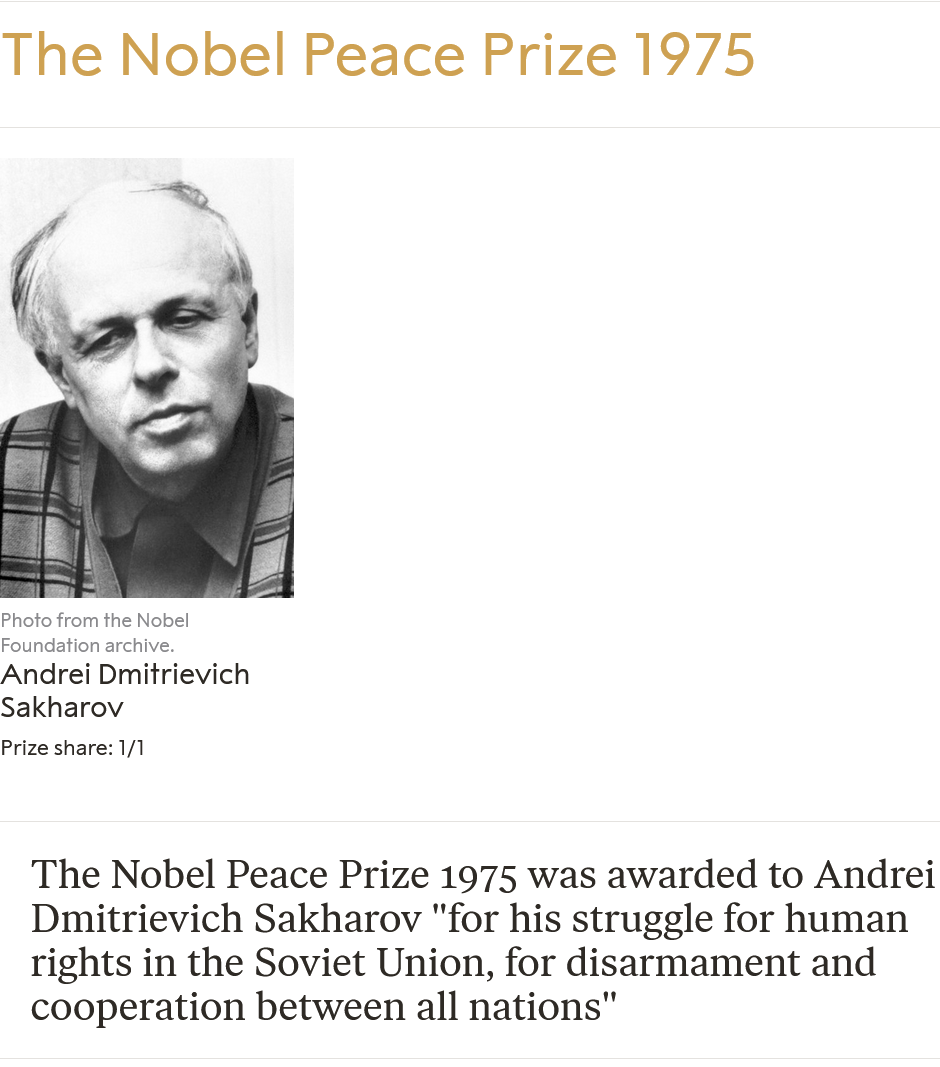 The Nobel Peace Prize 1975
Photo from the Nobel
Foundation archive.
Andrei Dmitrievich
Sakharov
Prize share: 1/1
The Nobel Peace Prize 1975 was awarded to Andrei
Dmitrievich Sakharov "for his struggle for human
rights in the Soviet Union, for disarmament and
cooperation between all nations"